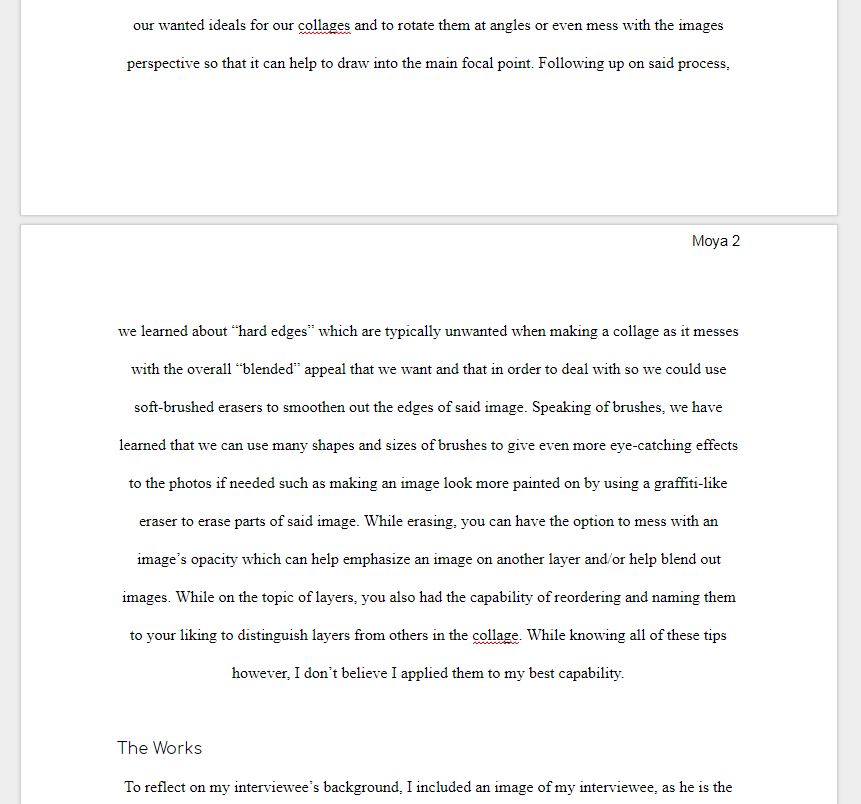 our wanted ideals for our collages and to rotate them at angles or even mess with the images
perspective so that it can help to draw into the main focal point. Following up on said process,
Moya 2
we learned about “hard edges” which are typically unwanted when making a collage as it messes
with the overall “blended” appeal that we want and that in order to deal with so we could use
soft-brushed erasers to smoothen out the edges of said image. Speaking of brushes, we have
learned that we can use many shapes and sizes of brushes to give even more eye-catching effects
to the photos if needed such as making an image look more painted on by using a graffiti-like
eraser to erase parts of said image. While erasing, you can have the option to mess with an
image’s opacity which can help emphasize an image on another layer and/or help blend out
images. While on the topic of layers, you also had the capability of reordering and naming them
to your liking to distinguish layers from others in the collage. While knowing all of these tips
however, I don’t believe I applied them to my best capability.
The Works
To reflect on my interviewee’s background, I included an image of my interviewee, as he is the